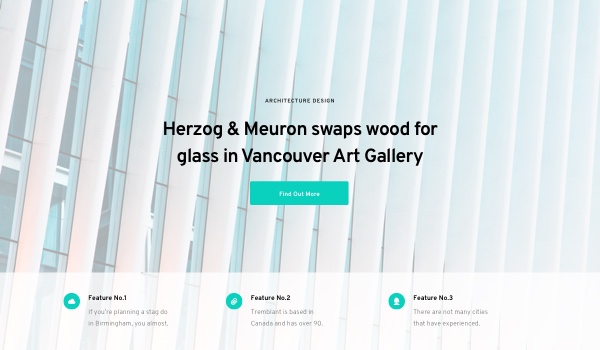 ARCHITECTURE DESIGN
Herzog & Meuron swaps wood for
glass in Vancouver Art Gallery
Find Out More
Feature No.1
If you're planning a stag do
in Birmingham, you almost.
Feature No.2
Tremblant is based in
Canada and has over 90.
Feature No.3
There are not many cities
that have experienced.